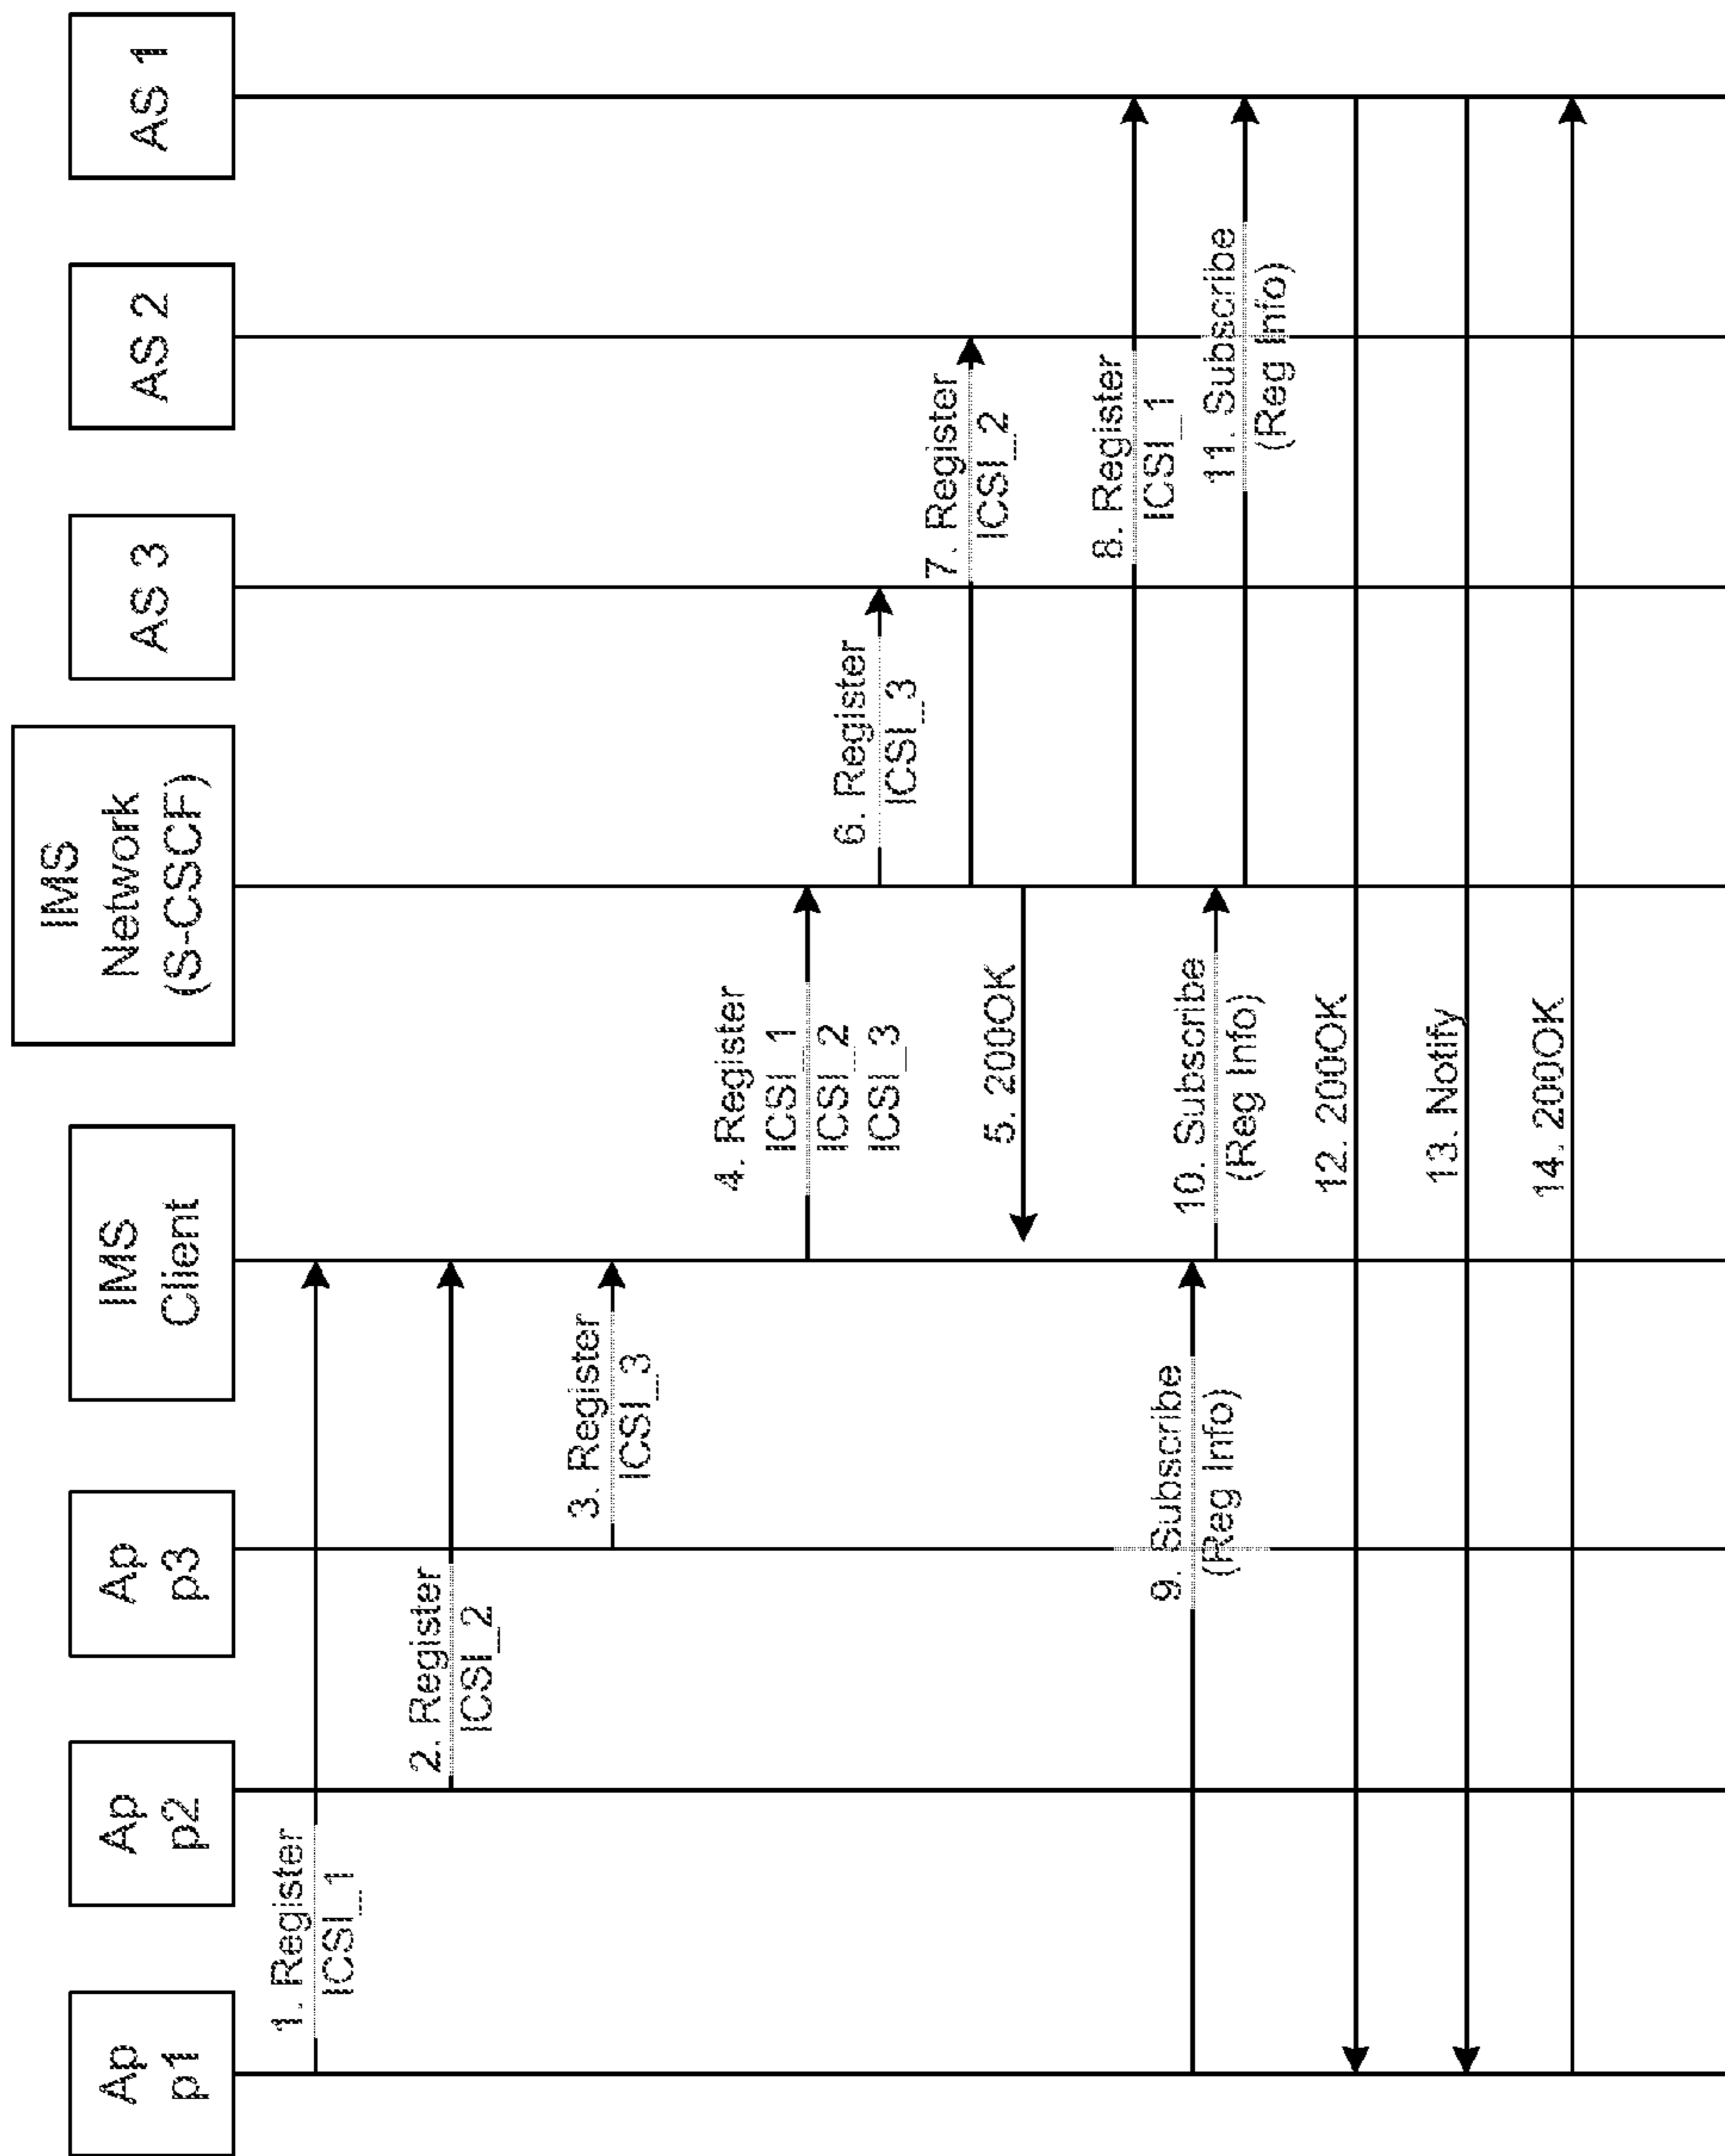 Ap
p1
Ap
p2
Ap
p3
IMS
Client
IMS
Network
(S-CSCF)
AS 3
AS 2
AS 1
1. Register
ICSI_1
2. Register
ICSI_2
3. Register
ICSI_3
4. Register
ICSI_1
ICSI_2
ICSI_3
6. Register
ICSI_3
7. Register
ICSI_2
5. 200OK
8. Register
ICSI_1
9. Subscribe
(Reg Info)
10. Subscribe
(Reg Info)
11. Subscribe
(Reg Info)
12. 200OK
13. Notify
14. 200OK